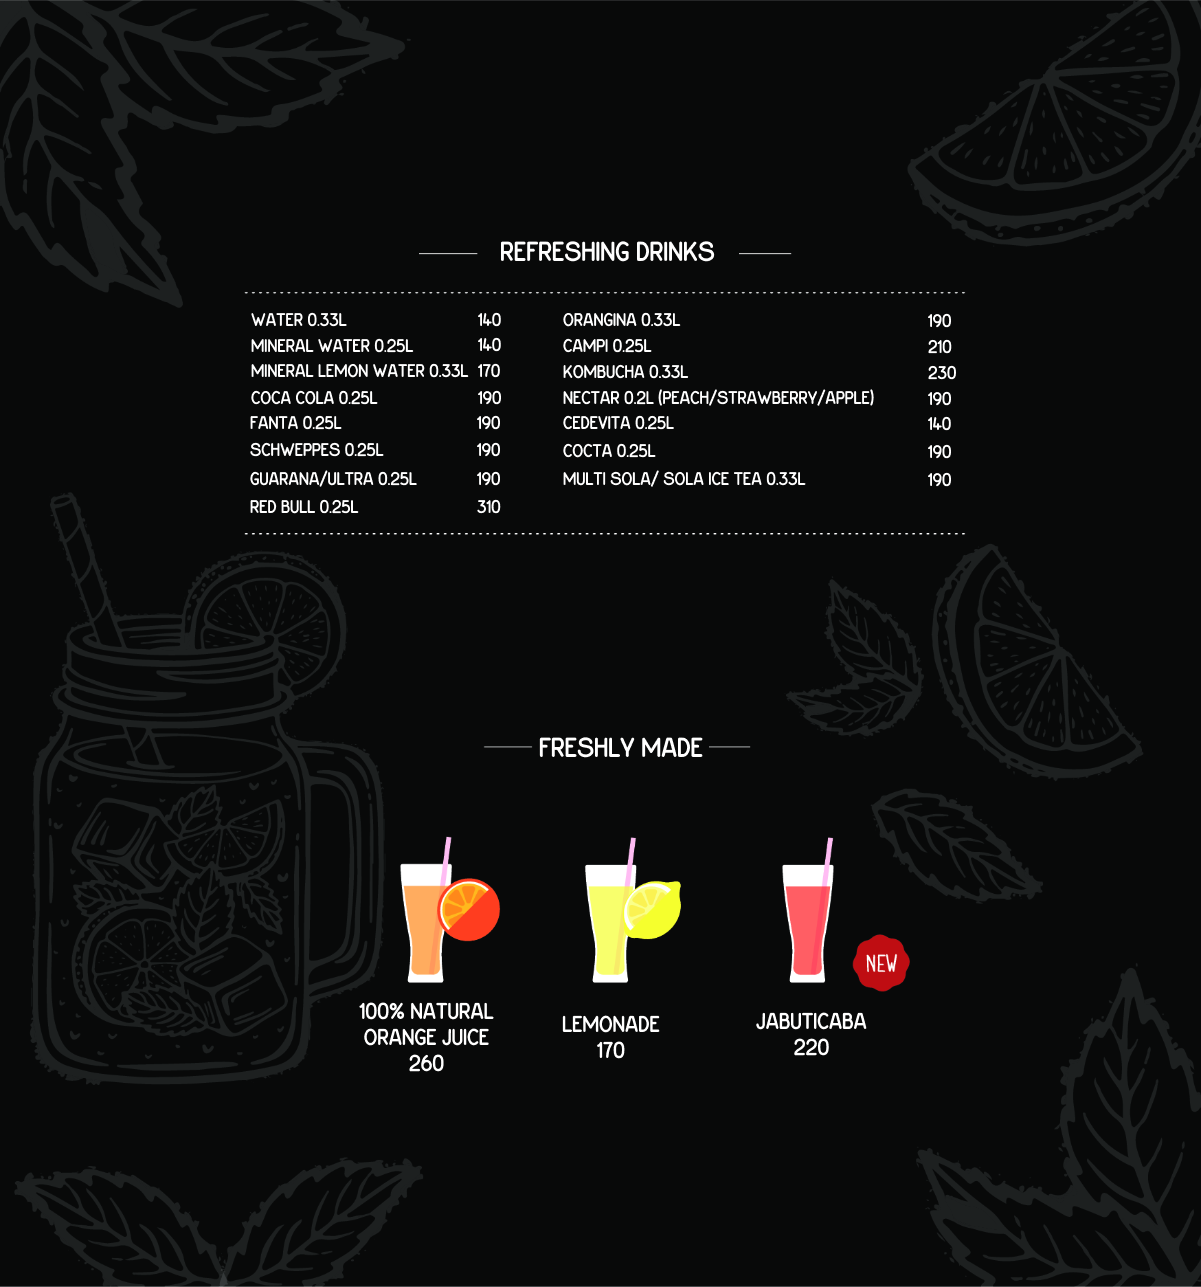 REFRESHING DRINKS
WATER 0.33L 140
MINERAL WATER 0.25L 140
MINERAL LEMON WATER 0.33L 170
COCA COLA 0.25L 190
FANTA 0.25L 190
SCHWEPPES 0.25L 190
GUARANA/ULTRA 0.25L 190
RED BULL 0.25L 310
ORANGINA 0.33L 190
CAMPI 0.25L 210
KOMBUCHA 0.33L 230
NECTAR 0.2L (PEACH/STRAWBERRY/APPLE) 190
CEDEVITA 0.25L 140
COCTA 0.25L 190
MULTI SOLA/ SOLA ICE TEA 0.33L 190
FRESHLY MADE
100% NATURAL
ORANGE JUICE
260
LEMONADE
170
NEW
JABUTICABA
220